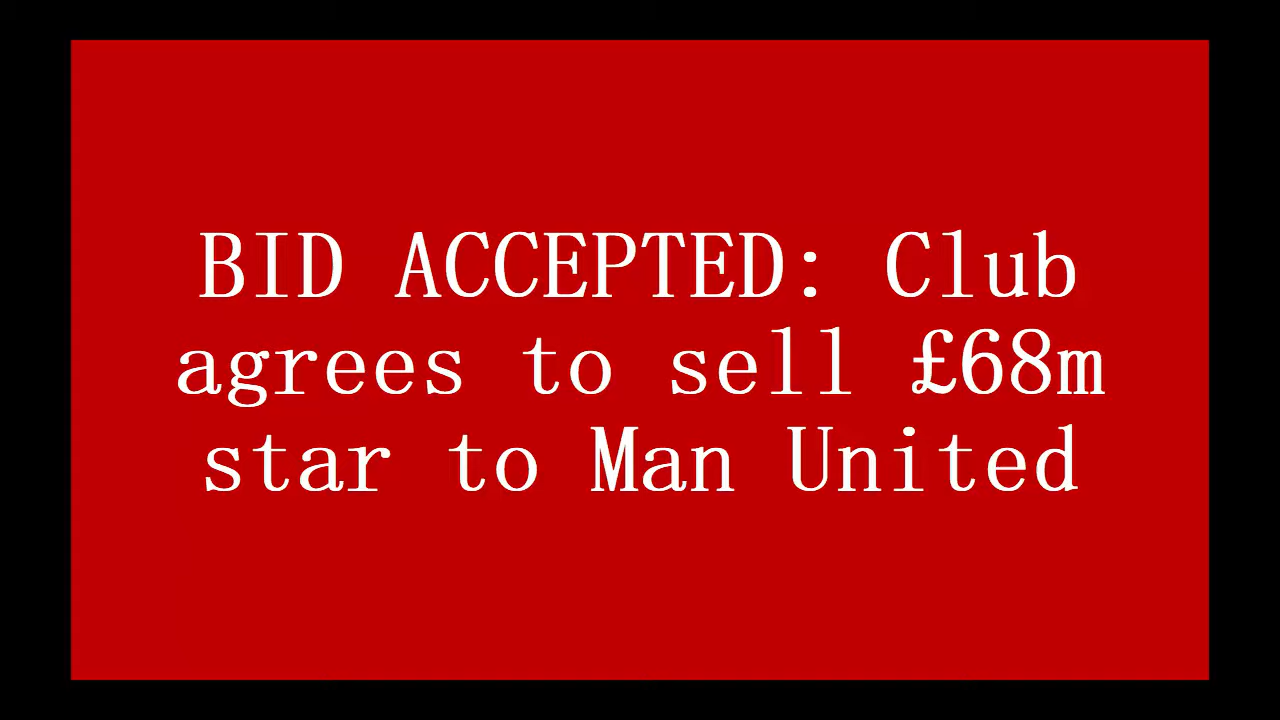 BID ACCEPTED: Club
agrees to sell £68m
star to Man United